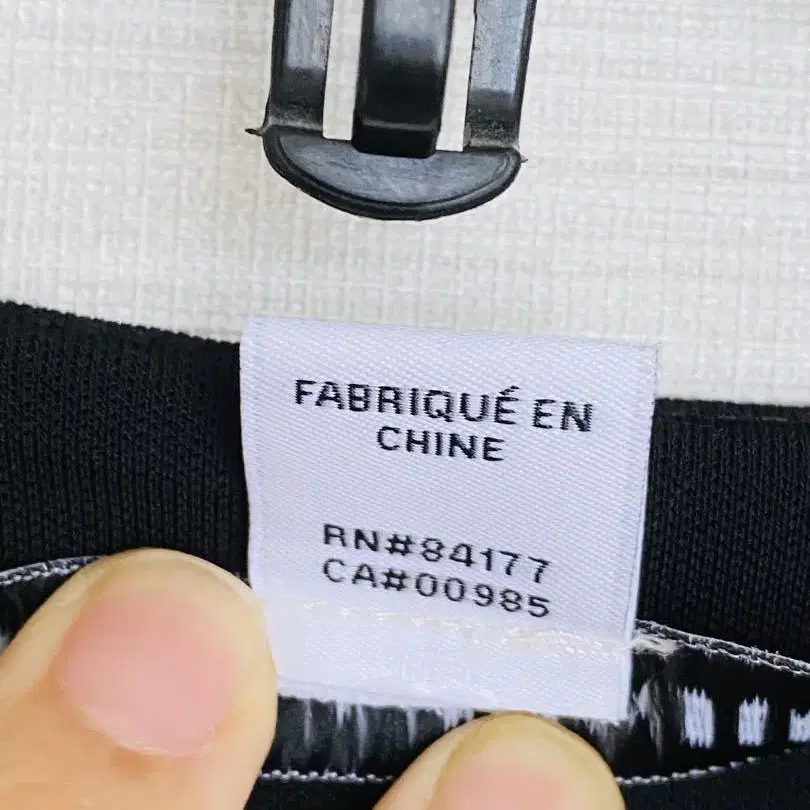 FABRIQUÉ EN
CHINE
RN#84177
CA#00985